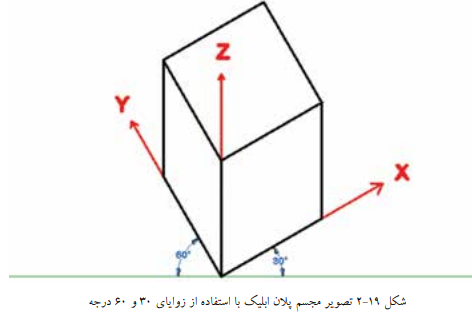 Z
Y
X
60°
30°
شکل ۱۹-۲ تصویر مجسم پلان ابلیک با استفاده از زوایای ۳۰ و ۶۰ درجه